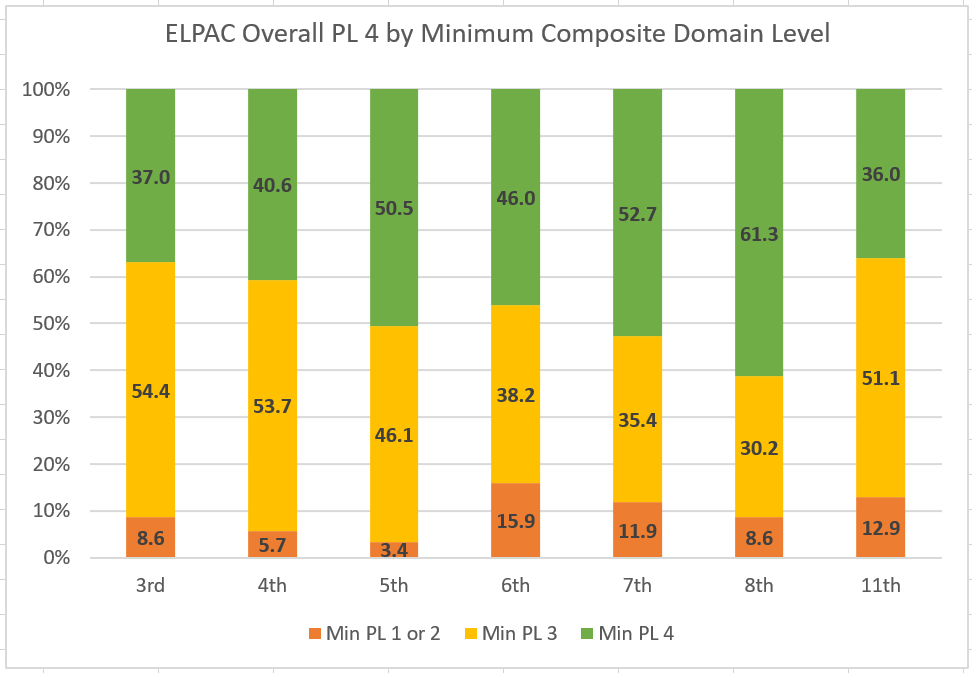 ELPAC Overall PL 4 by Minimum Composite Domain Level
100%
90%
80%
70%
60%
50%
40%
30%
20%
10%
0%
37.0 40.6 50.5 46.0 52.7 61.3 36.0
54.4 53.7 46.1 38.2 35.4 30.2 51.1
8.6 5.7 3.4 15.9 11.9 8.6 12.9
3rd 4th 5th 6th 7th 8th 11th
Min PL 1 or 2 Min PL 3 Min PL 4